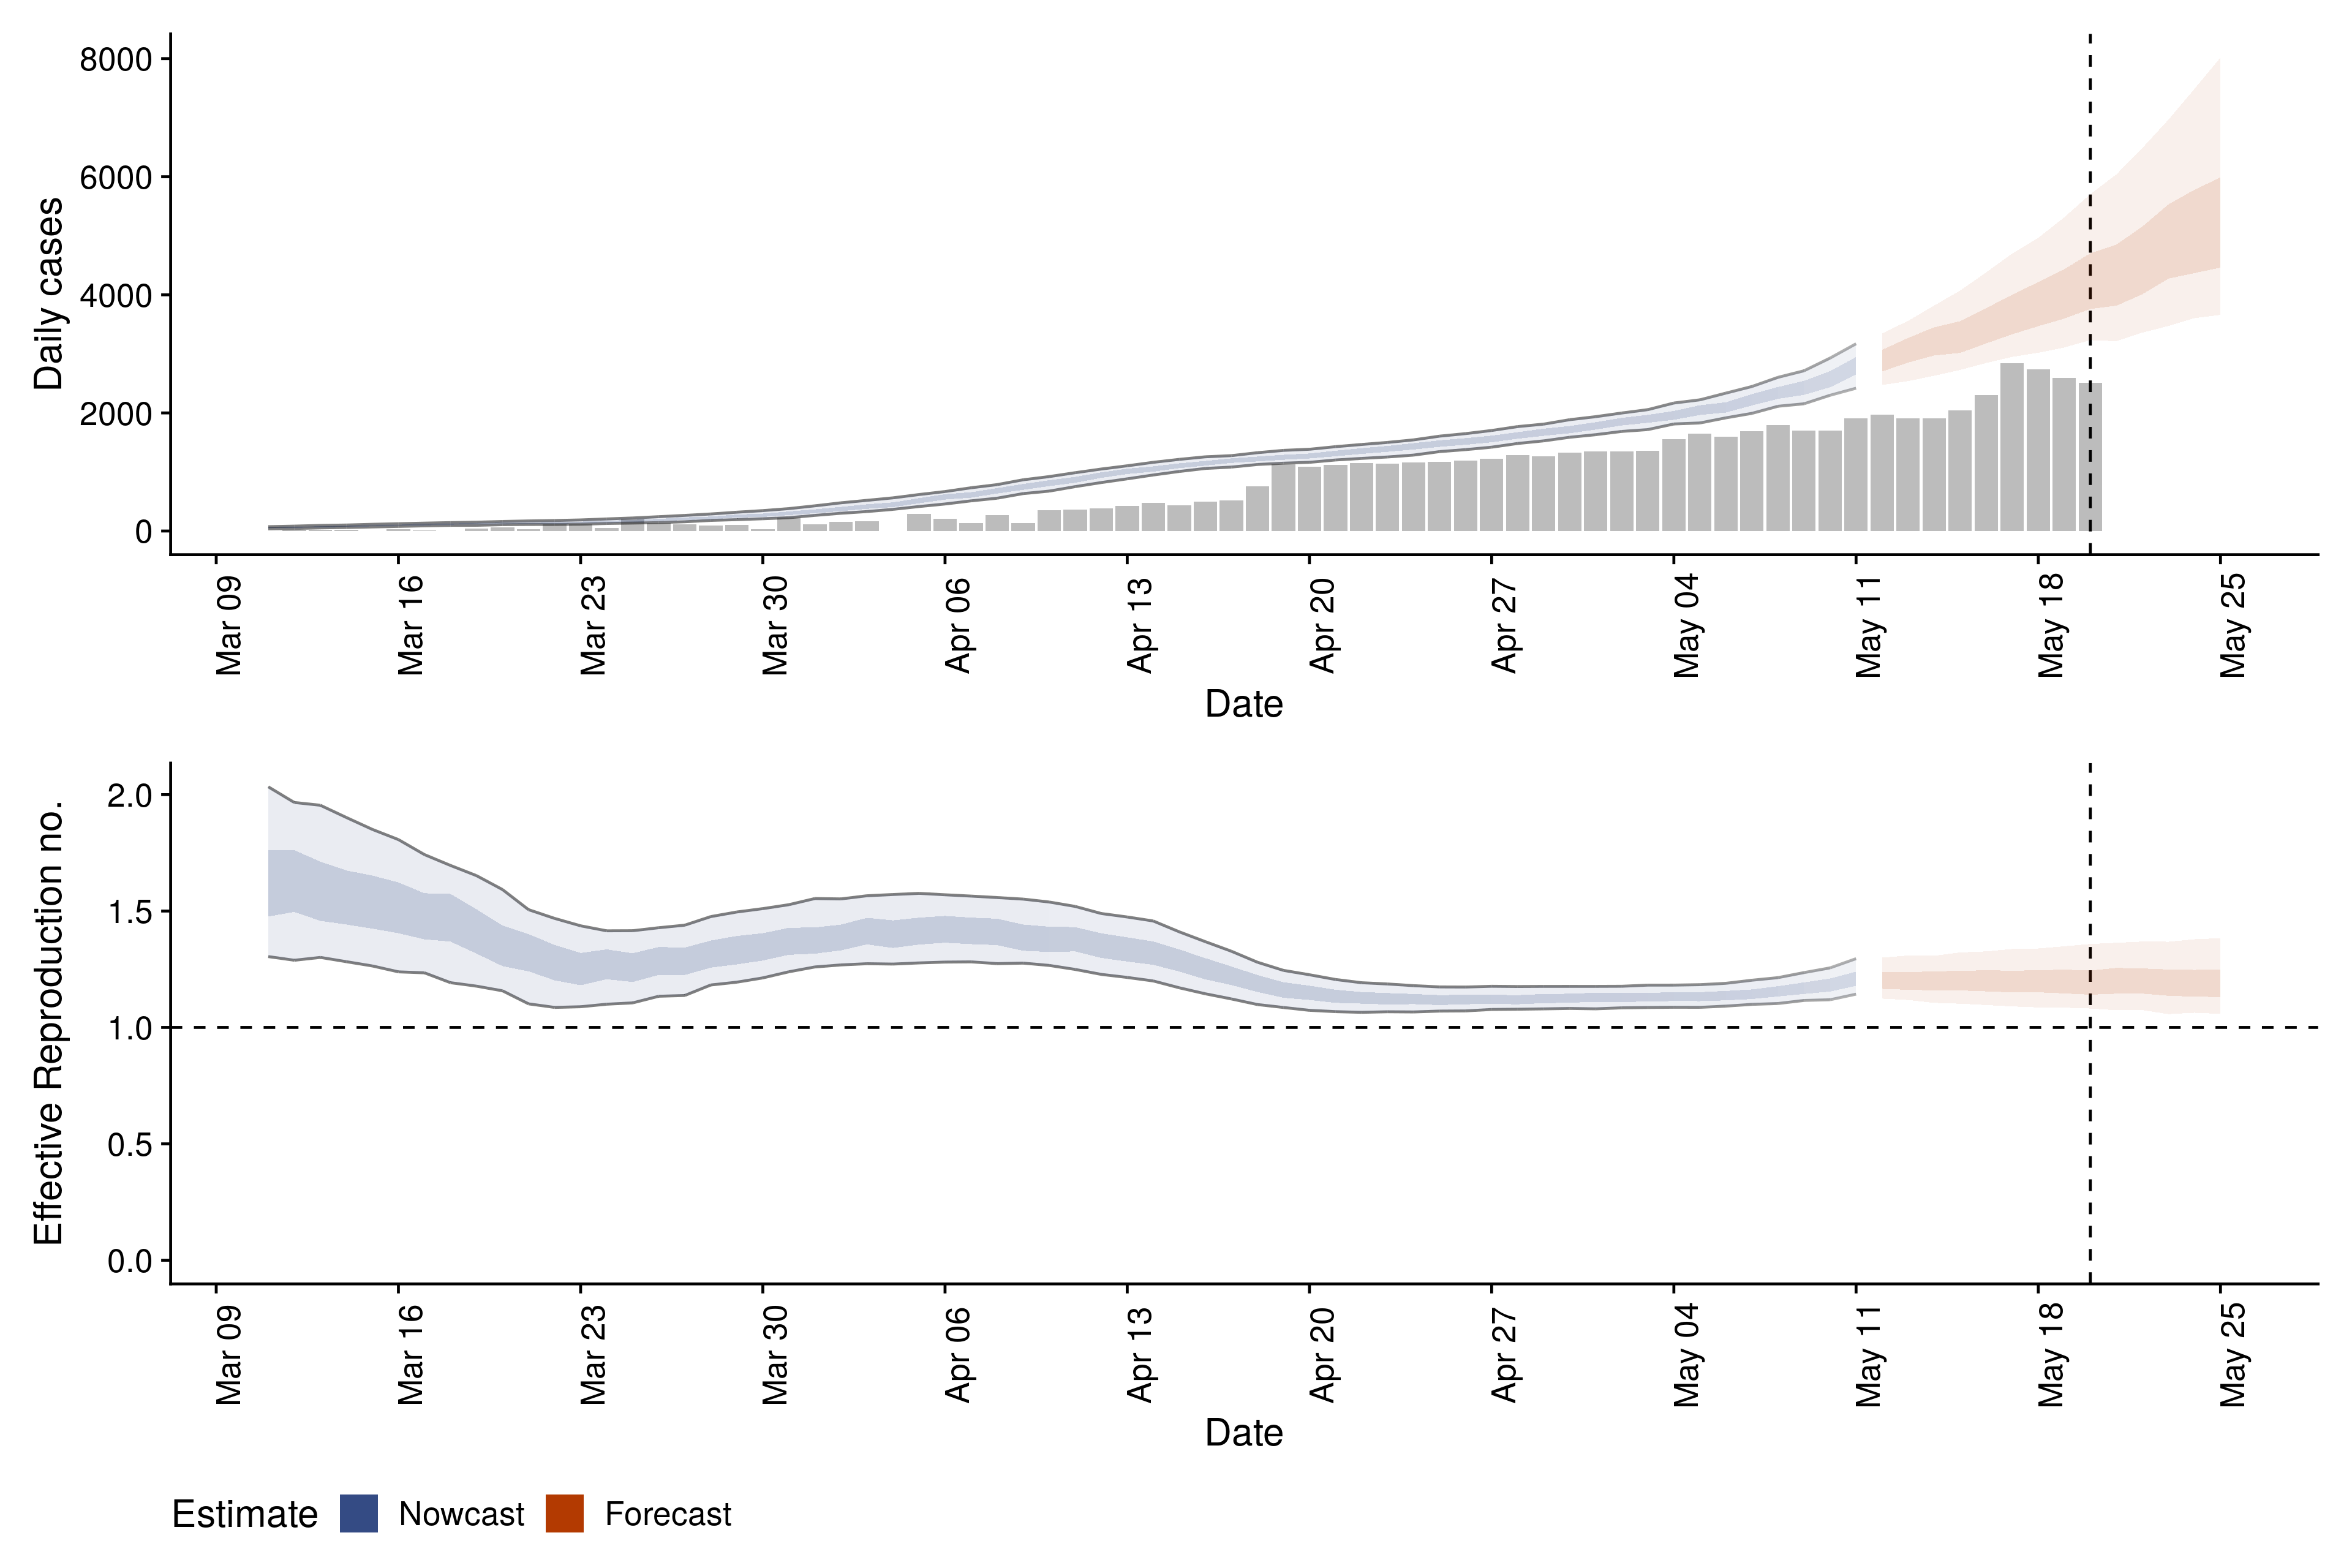 Daily cases
8000
6000
4000
2000
0
Mar 09
Mar 16
Mar 23
Mar 30
Apr 06
Apr 13
Apr 20
Apr 27
May 04
May 11
May 18
May 25
Date
Effective Reproduction no.
2.0
1.5
1.0
0.5
0.0
Mar 09
Mar 16
Mar 23
Mar 30
Apr 06
Apr 13
Apr 20
Apr 27
May 04
May 11
May 18
May 25
Date
Estimate Nowcast Forecast